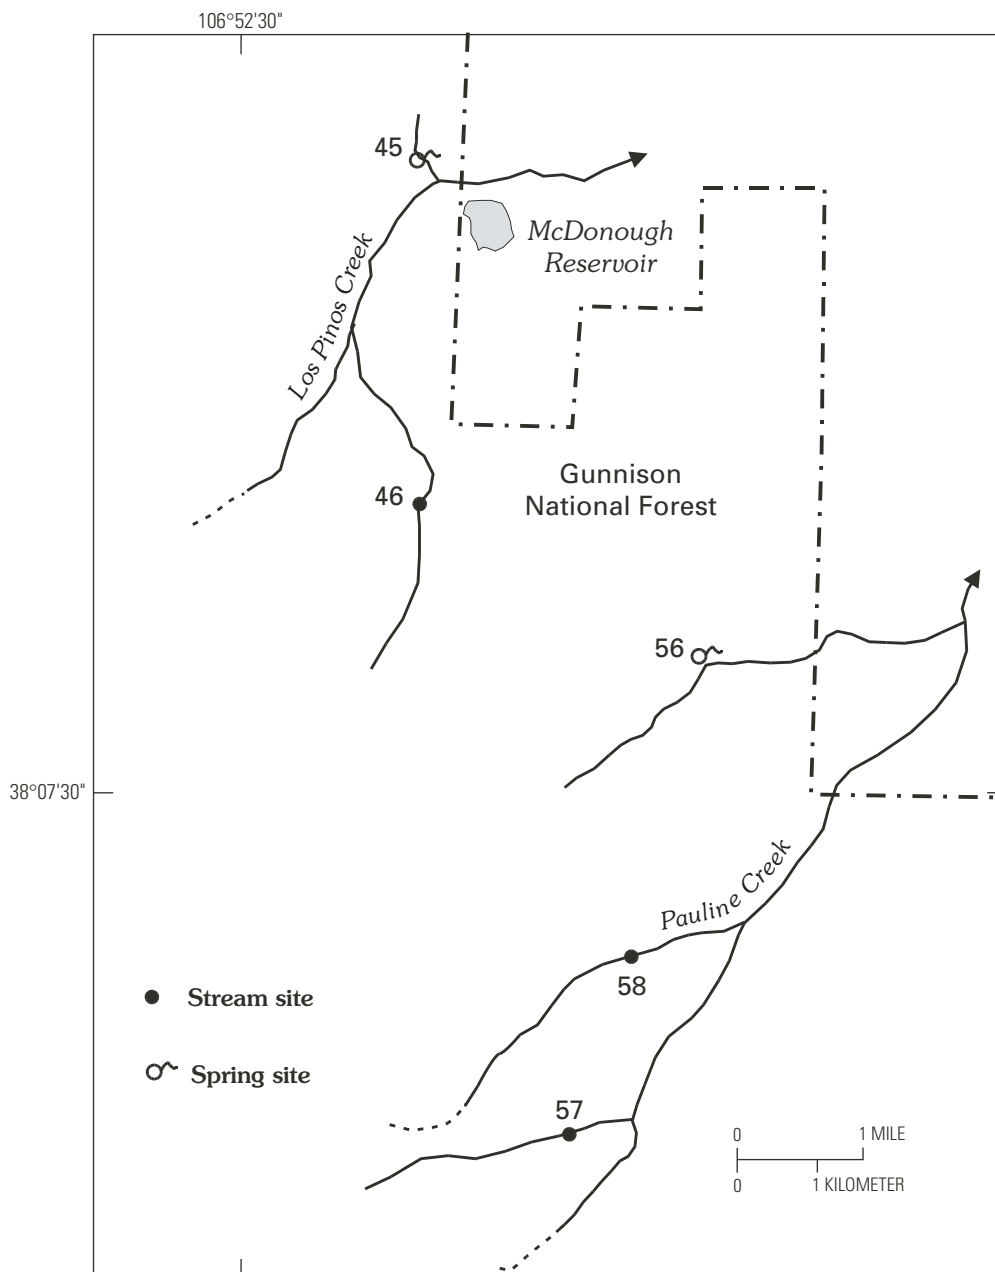 106°52'30"
45
McDonough
Reservoir
Los Pinos Creek
Gunnison
National Forest
46
56
38°07'30"
Pauline Creek
58
Stream site
Spring site
57
0 1 MILE
0 1 KILOMETER